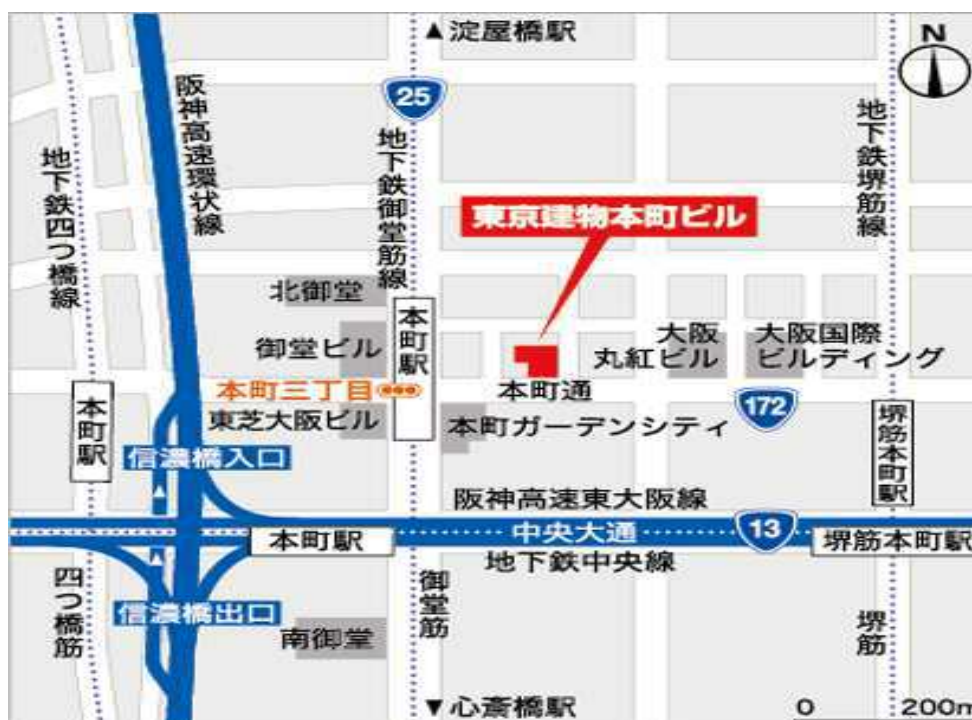 ▲淀屋橋駅
N
25
阪神高速環状線
地下鉄四つ橋線
地下鉄御堂筋線
地下鉄堺筋線
東京建物本町ビル
北御堂
本町駅
御堂ビル
大阪
丸紅ビル
大阪国際
ビルディング
本町三丁目
本町通
本町駅
東芝大阪ビル
本町ガーデンシティ
172
堺筋本町駅
信濃橋入口
阪神高速東大阪線
本町駅
中央大通
13
堺筋本町駅
地下鉄中央線
四つ橋筋
信濃橋出口
御堂筋
堺筋
南御堂
▼心斎橋駅
0 200m